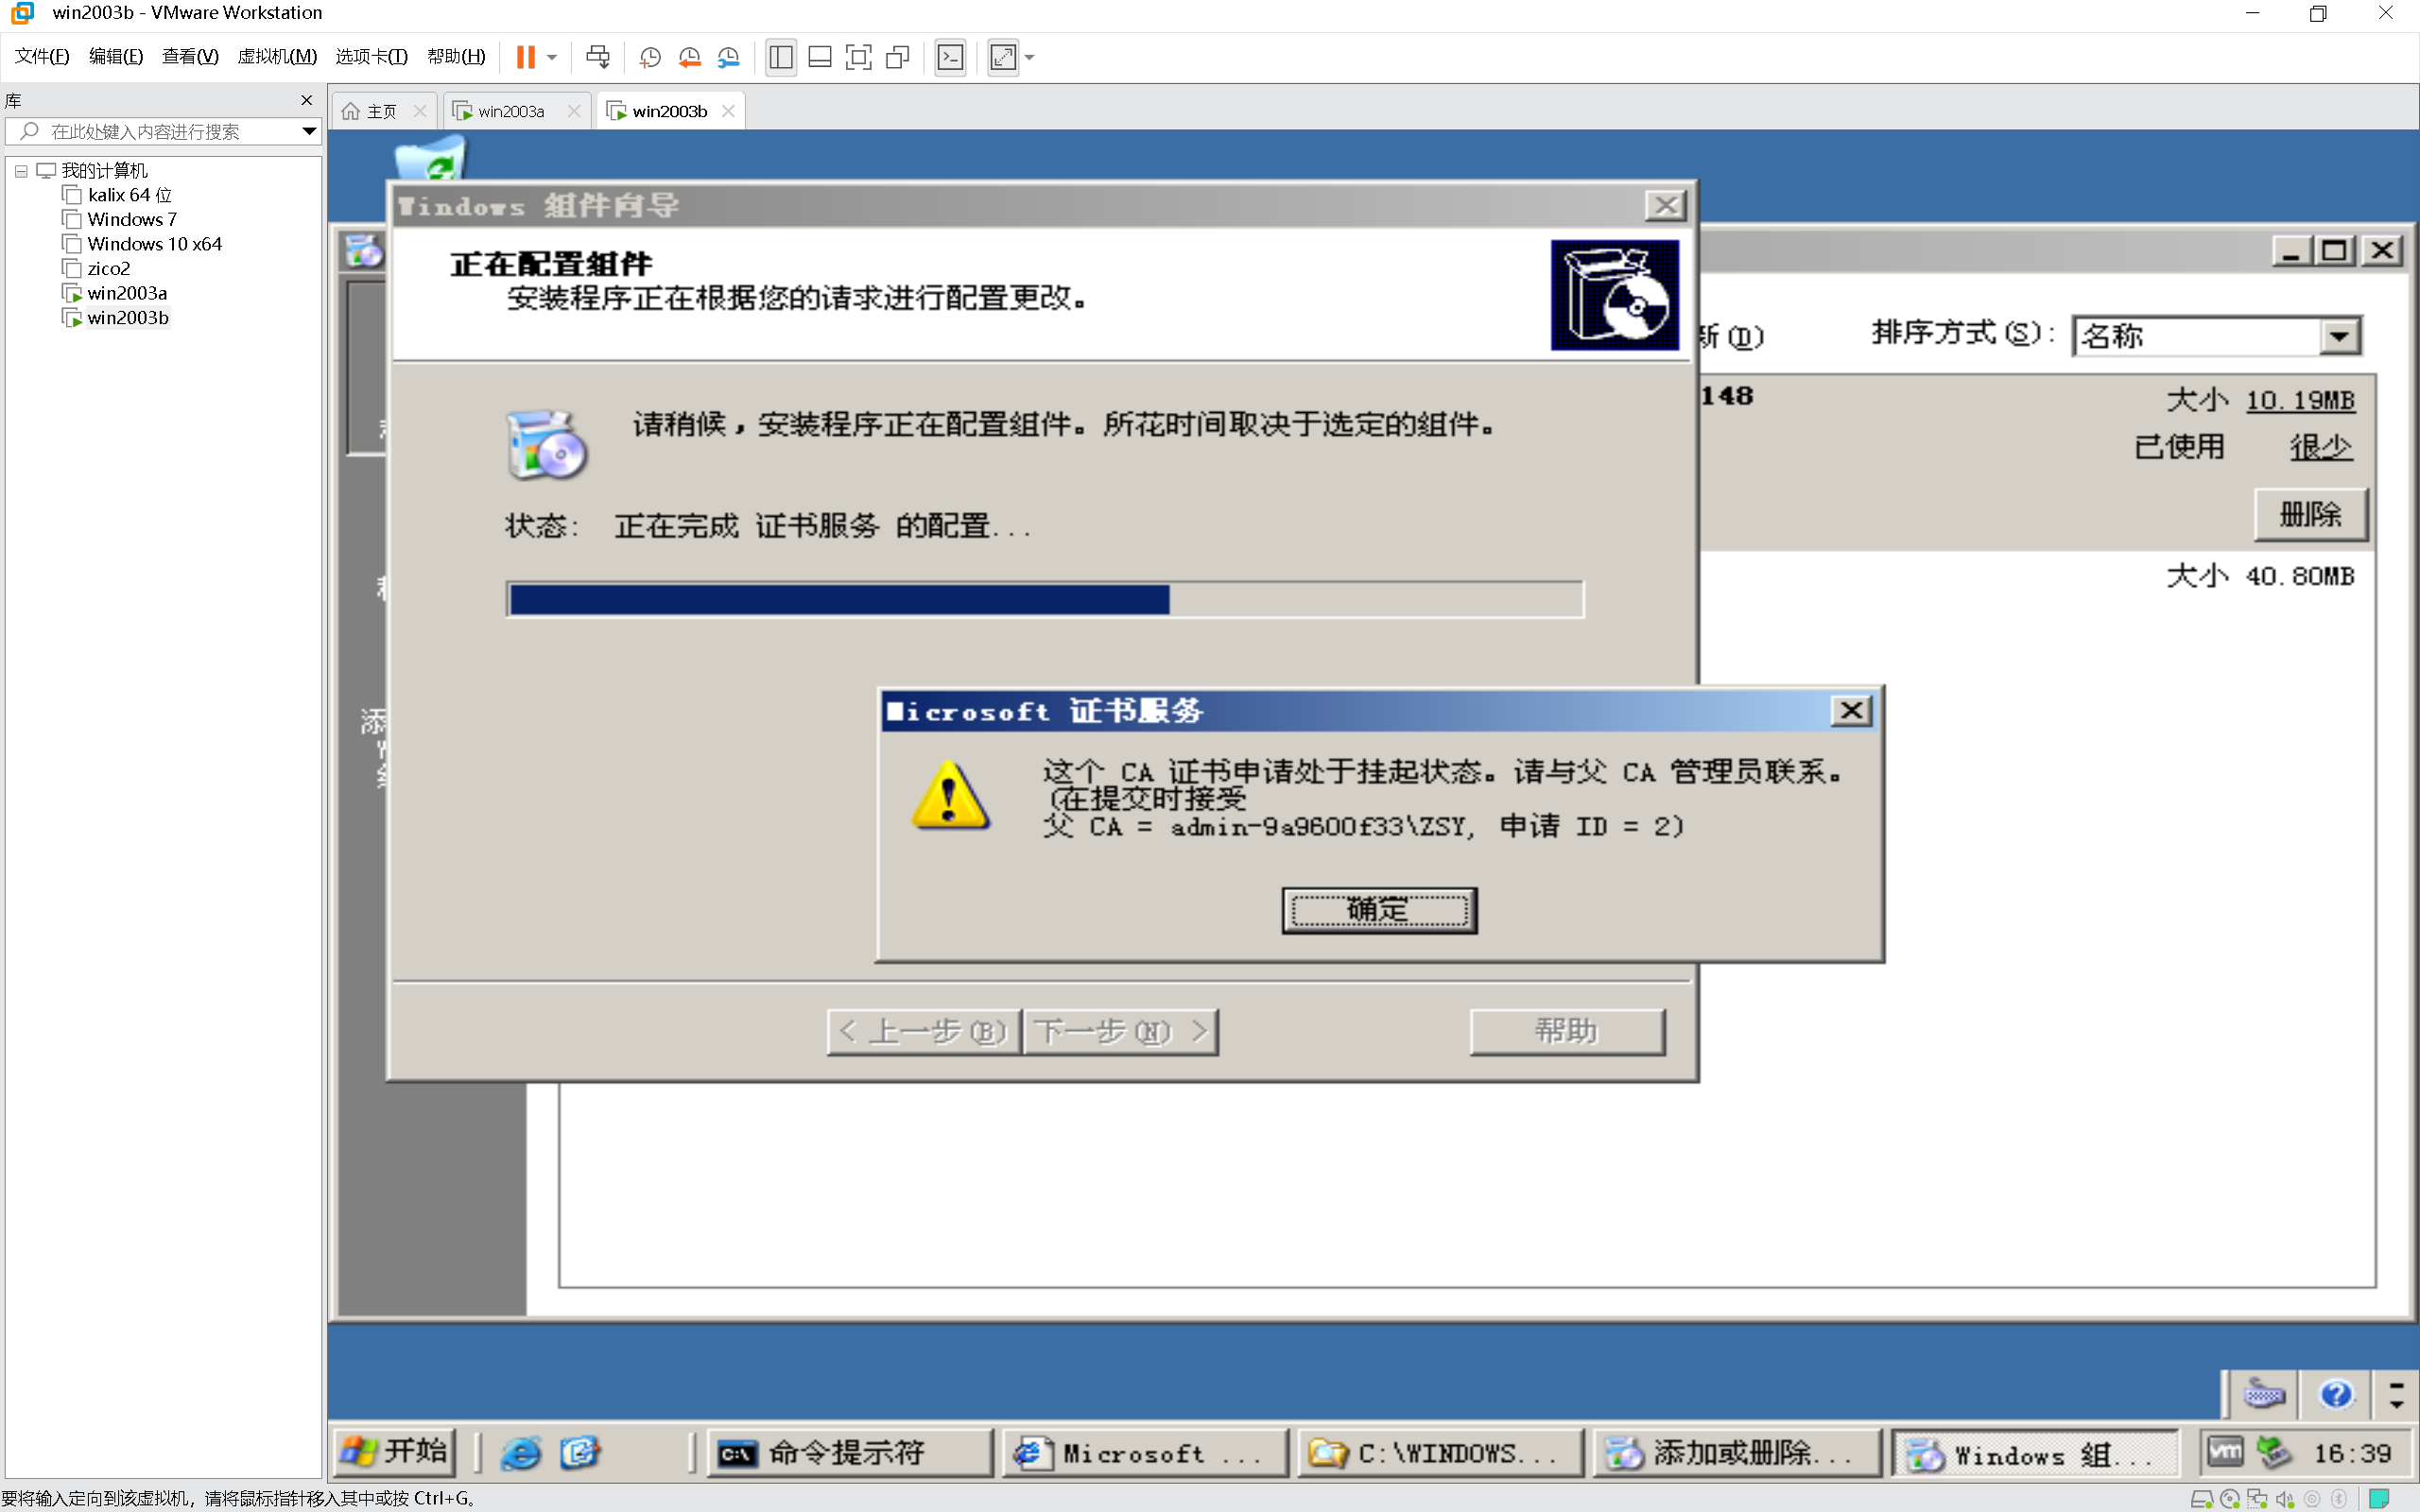 win2003b - VMware Workstation
文件(F) 编辑(E) 查看(V) 虚拟机(M) 选项卡(T) 帮助(H)
库
在此处键入内容进行搜索
我的计算机
kalix 64 位
Windows 7
Windows 10 x64
zico2
win2003a
win2003b
主页 win2003a win2003b
Windows 组件向导
正在配置组件
安装程序正在根据您的请求进行配置更改。
新(D) 排序方式(S): 名称
148 大小 10.19MB
已使用 很少
删除
大小 40.80MB
请稍候，安装程序正在配置组件。所花时间取决于选定的组件。
状态: 正在完成 证书服务 的配置...
添
Microsoft 证书服务
这个 CA 证书申请处于挂起状态。请与父 CA 管理员联系。
(在提交时接受
父 CA = admin-9a9600f33\ZSY, 申请 ID = 2)
确定
< 上一步(B) 下一步(N) > 帮助
开始 命令提示符 Microsoft ... C:\WINDOWS... 添加或删除... Windows 组... vm 16:39
要将输入定向到该虚拟机，请将鼠标指针移入其中或按 Ctrl+G。